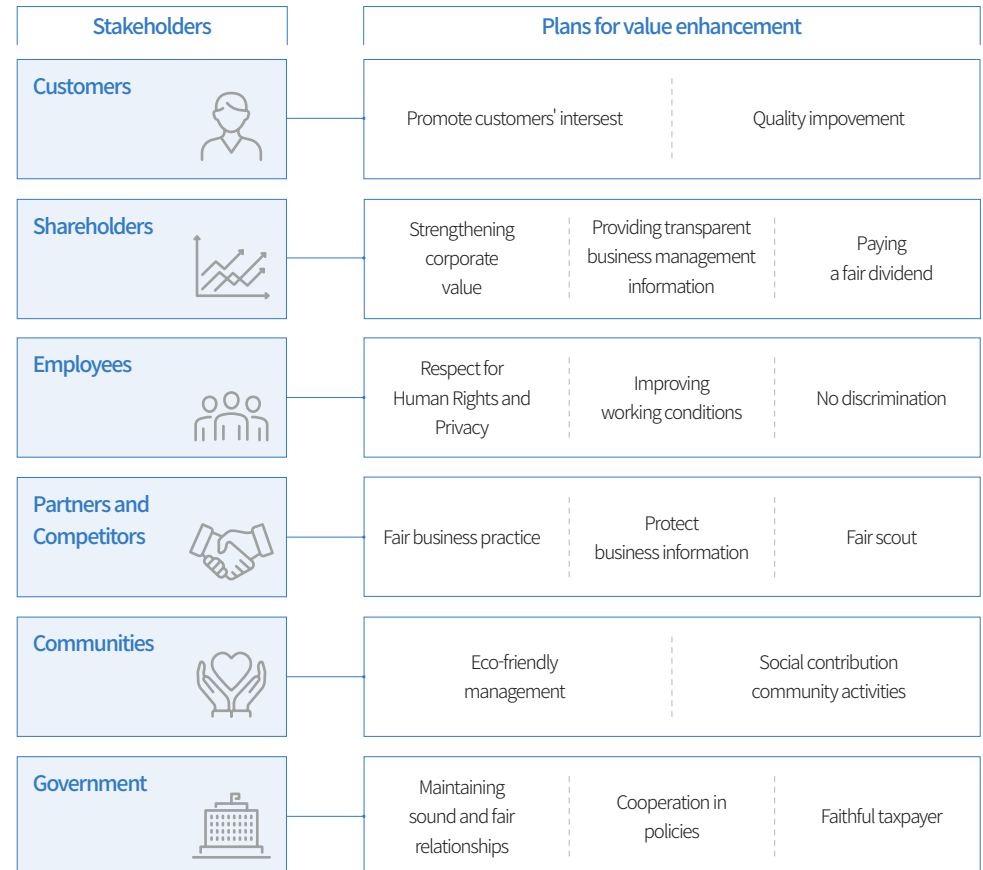 Stakeholders
Plans for value enhancement
Customers
Promote customers' intersest
Quality impovement
Shareholders
Strengthening
corporate
value
Providing transparent
business management
information
Paying
a fair dividend
Employees
Respect for
Human Rights and
Privacy
Improving
working conditions
No discrimination
Partners and
Competitors
Fair business practice
Protect
business information
Fair scout
Communities
Eco-friendly
management
Social contribution
community activities
Government
Maintaining
sound and fair
relationships
Cooperation in
policies
Faithful taxpayer